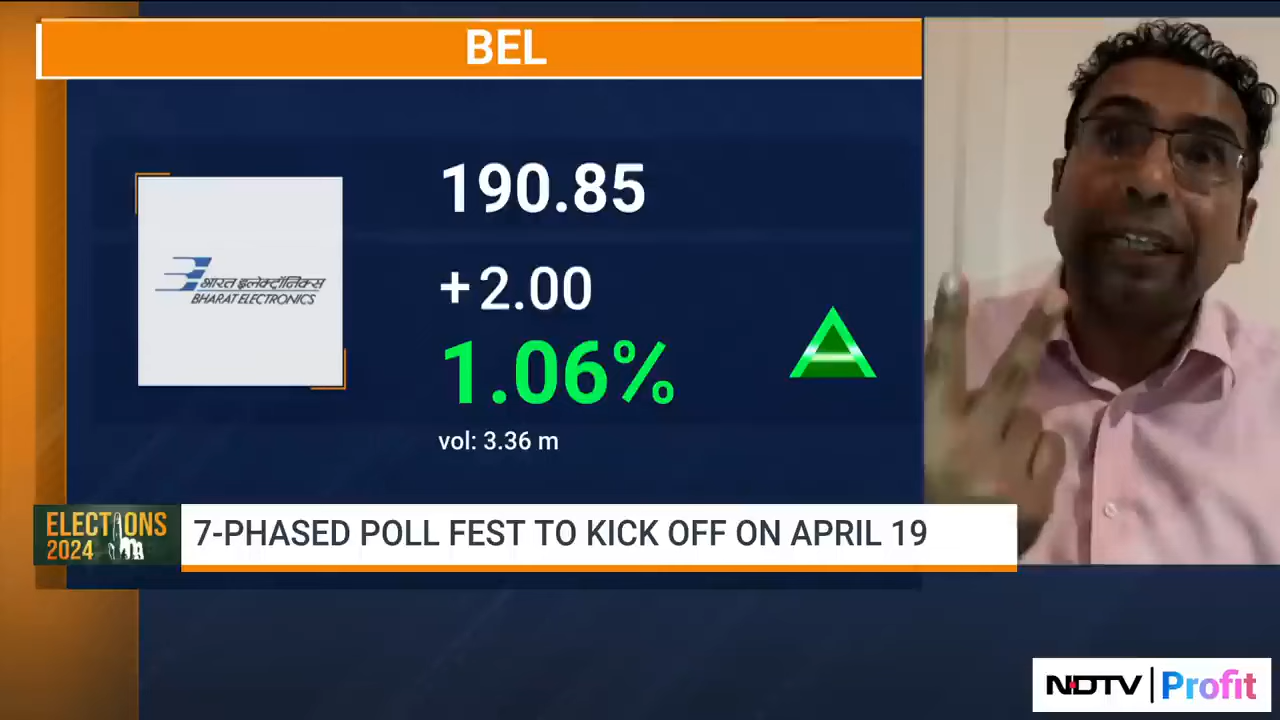 BEL
190.85
+2.00
1.06%
vol: 3.36 m
भारत इलेक्ट्रॉनिक्स
BHARAT ELECTRONICS
ELECTIONS
2024
7-PHASED POLL FEST TO KICK OFF ON APRIL 19
NDTV Profit